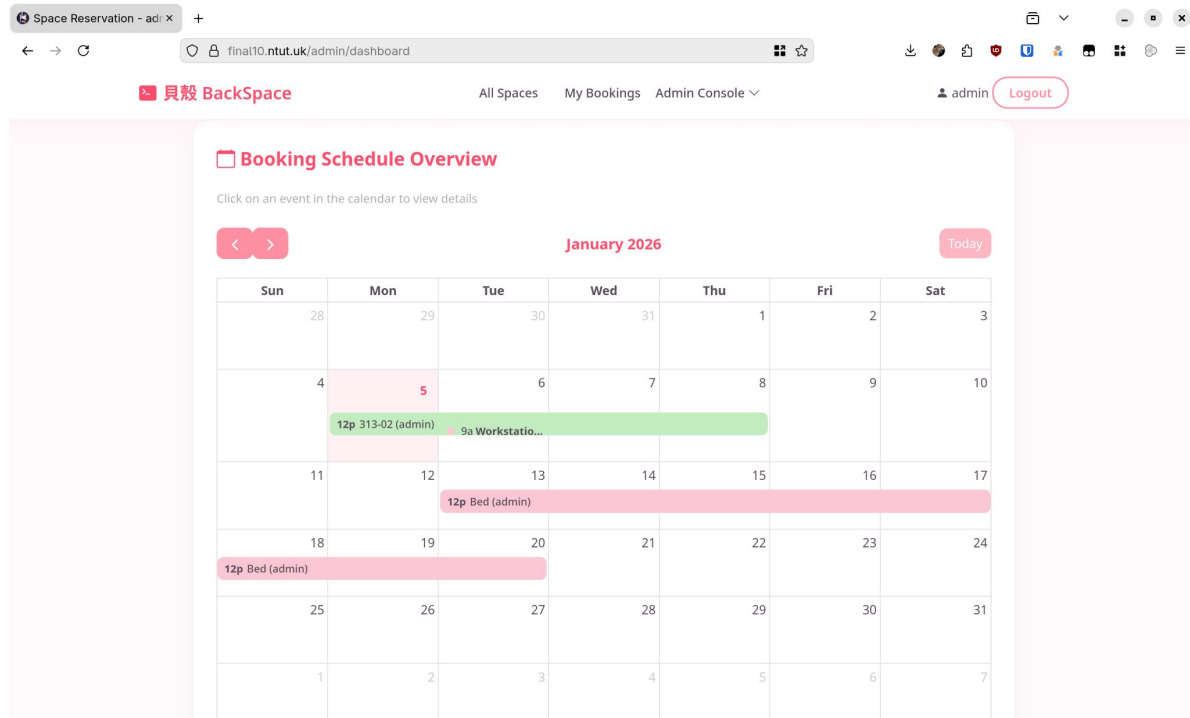 Space Reservation - adr
final10.ntut.uk/admin/dashboard
貝殼 BackSpace
All Spaces My Bookings Admin Console
admin Logout
Booking Schedule Overview
Click on an event in the calendar to view details
January 2026
Today
Sun Mon Tue Wed Thu Fri Sat
28 29 30 31 1 2 3
4 5 6 7 8 9 10
12p 313-02 (admin)
9a Workstatio...
11 12 13 14 15 16 17
12p Bed (admin)
18 19 20 21 22 23 24
12p Bed (admin)
25 26 27 28 29 30 31
1 2 3 4 5 6 7